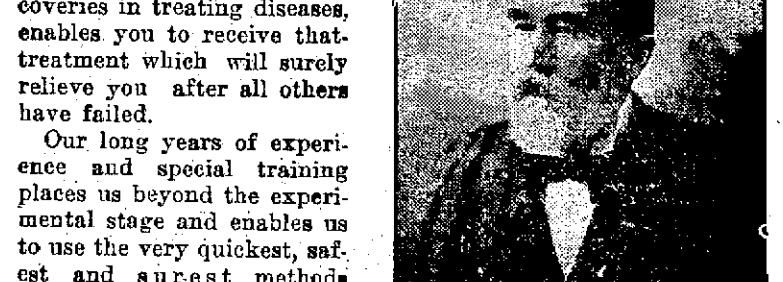 coveries in treating diseases,
enables you to receive that-
treatment which will surely
relieve you after all others
have failed.
Our long years of experi-
ence and special training
places us beyond the experi-
mental stage and enables us
to use the very quickest, saf-
est and surest methods